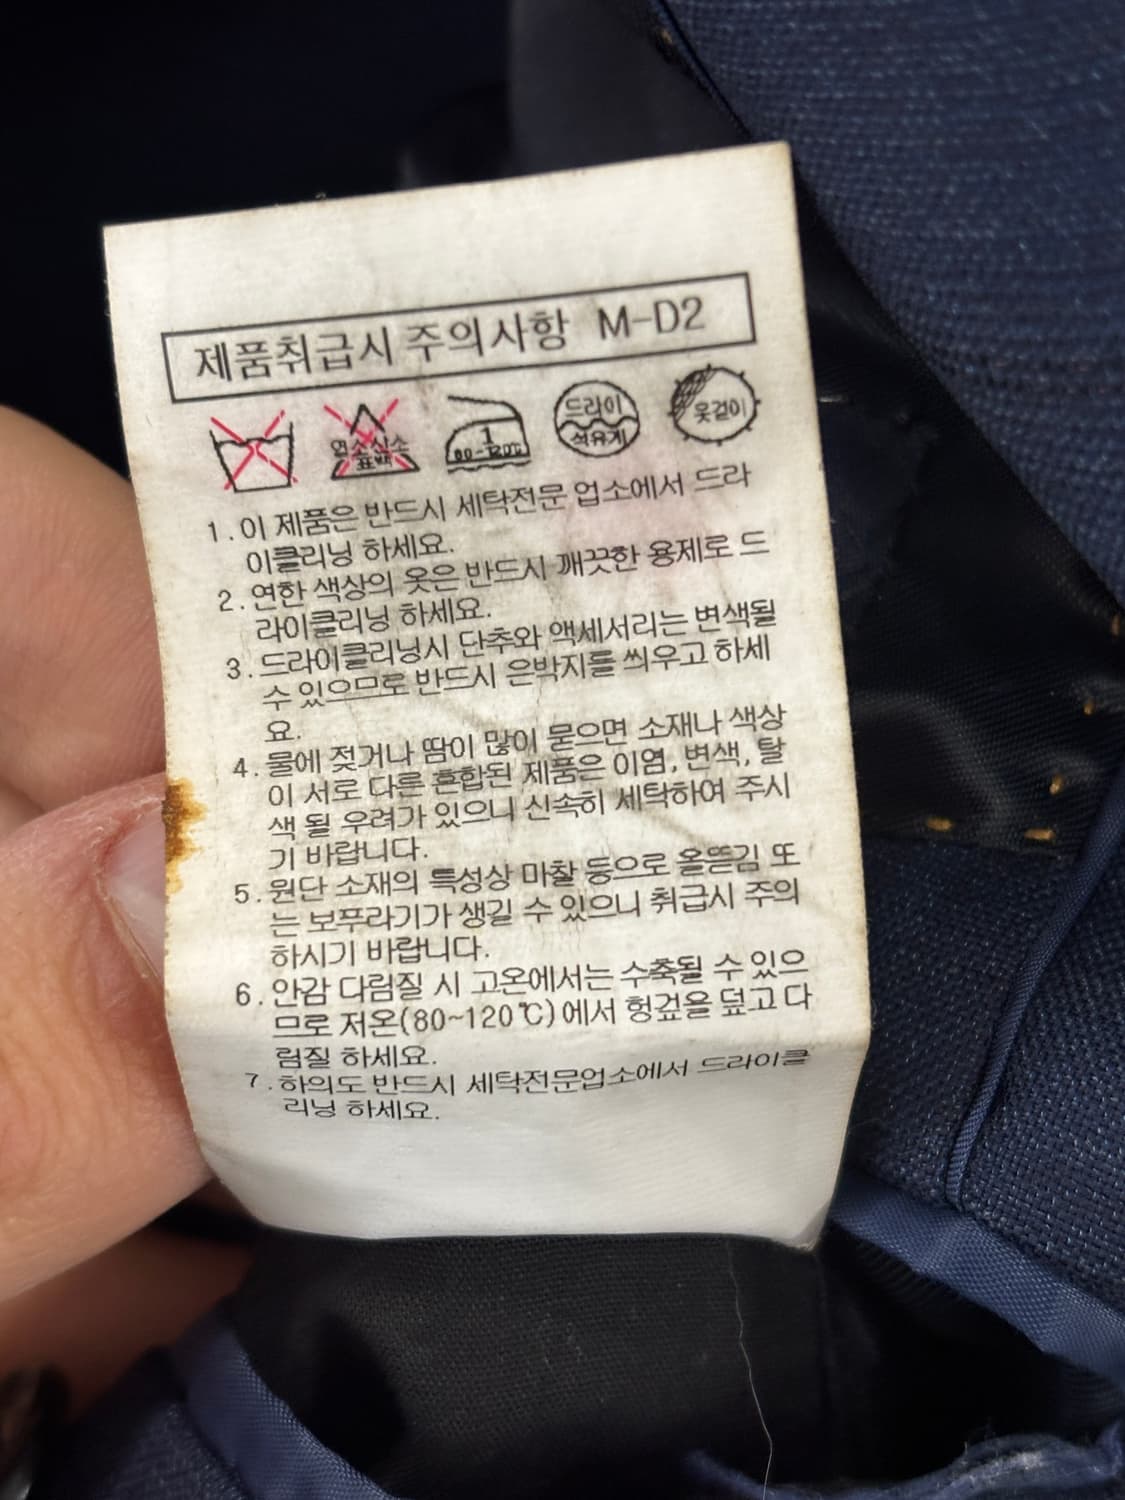 제품취급시 주의사항 M-D2
염소산소
표백
1
80-120℃
드라이
석유계
옷걸이
1.이 제품은 반드시 세탁전문 업소에서 드라
이클리닝 하세요.
2.연한 색상의 옷은 반드시 깨끗한 용제로 드
라이클리닝 하세요.
3.드라이클리닝시 단추와 액세서리는 변색될
수 있으므로 반드시 은박지를 씌우고 하세
요.
4.물에 젖거나 땀이 많이 묻으면 소재나 색상
이 서로 다른 혼합된 제품은 이염,변색,탈
색 될 우려가 있으니 신속히 세탁하여 주시
기 바랍니다.
5.원단 소재의 특성상 마찰 등으로 올뜯김 또
는 보푸라기가 생길 수 있으니 취급시 주의
하시기 바랍니다.
6.안감 다림질 시 고온에서는 수축될 수 있으
므로 저온(80~120℃)에서 헝겊을 덮고 다
림질 하세요.
7.하의도 반드시 세탁전문업소에서 드라이클
리닝 하세요.